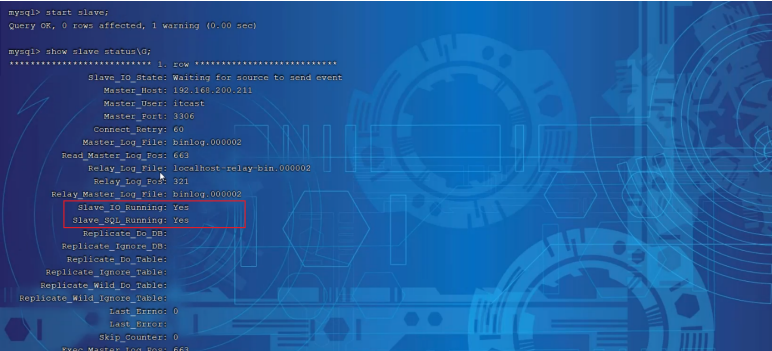 mysql> start slave;
Query OK, 0 rows affected, 1 warning (0.00 sec)
mysql> show slave status\G;
*************************** 1. row ***************************
Slave_IO_State: Waiting for source to send event
Master_Host: 192.168.200.211
Master_User: itcast
Master_Port: 3306
Connect_Retry: 60
Master_Log_File: binlog.000002
Read_Master_Log_Pos: 663
Relay_Log_File: localhost-relay-bin.000002
Relay_Log_Pos: 321
Relay_Master_Log_File: binlog.000002
Slave_IO_Running: Yes
Slave_SQL_Running: Yes
Replicate_Do_DB:
Replicate_Ignore_DB:
Replicate_Do_Table:
Replicate_Ignore_Table:
Replicate_Wild_Do_Table:
Replicate_Wild_Ignore_Table:
Last_Errno: 0
Last_Error:
Skip_Counter: 0
Exec_Master_Log_Pos: 663